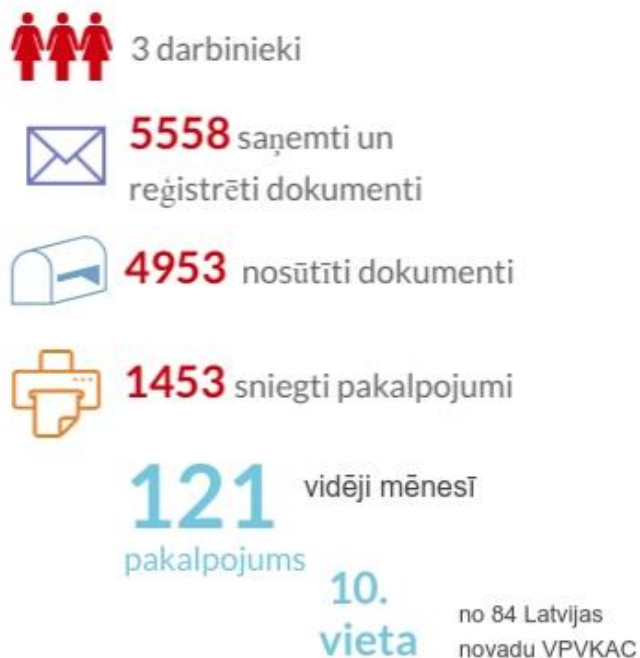 3 darbinieki
5558 saņemti un
reģistrēti dokumenti
4953 nosūtīti dokumenti
1453 sniegti pakalpojumi
121 vidēji mēnesī
pakalpojums
10.
vieta
no 84 Latvijas
novadu VPVKAC